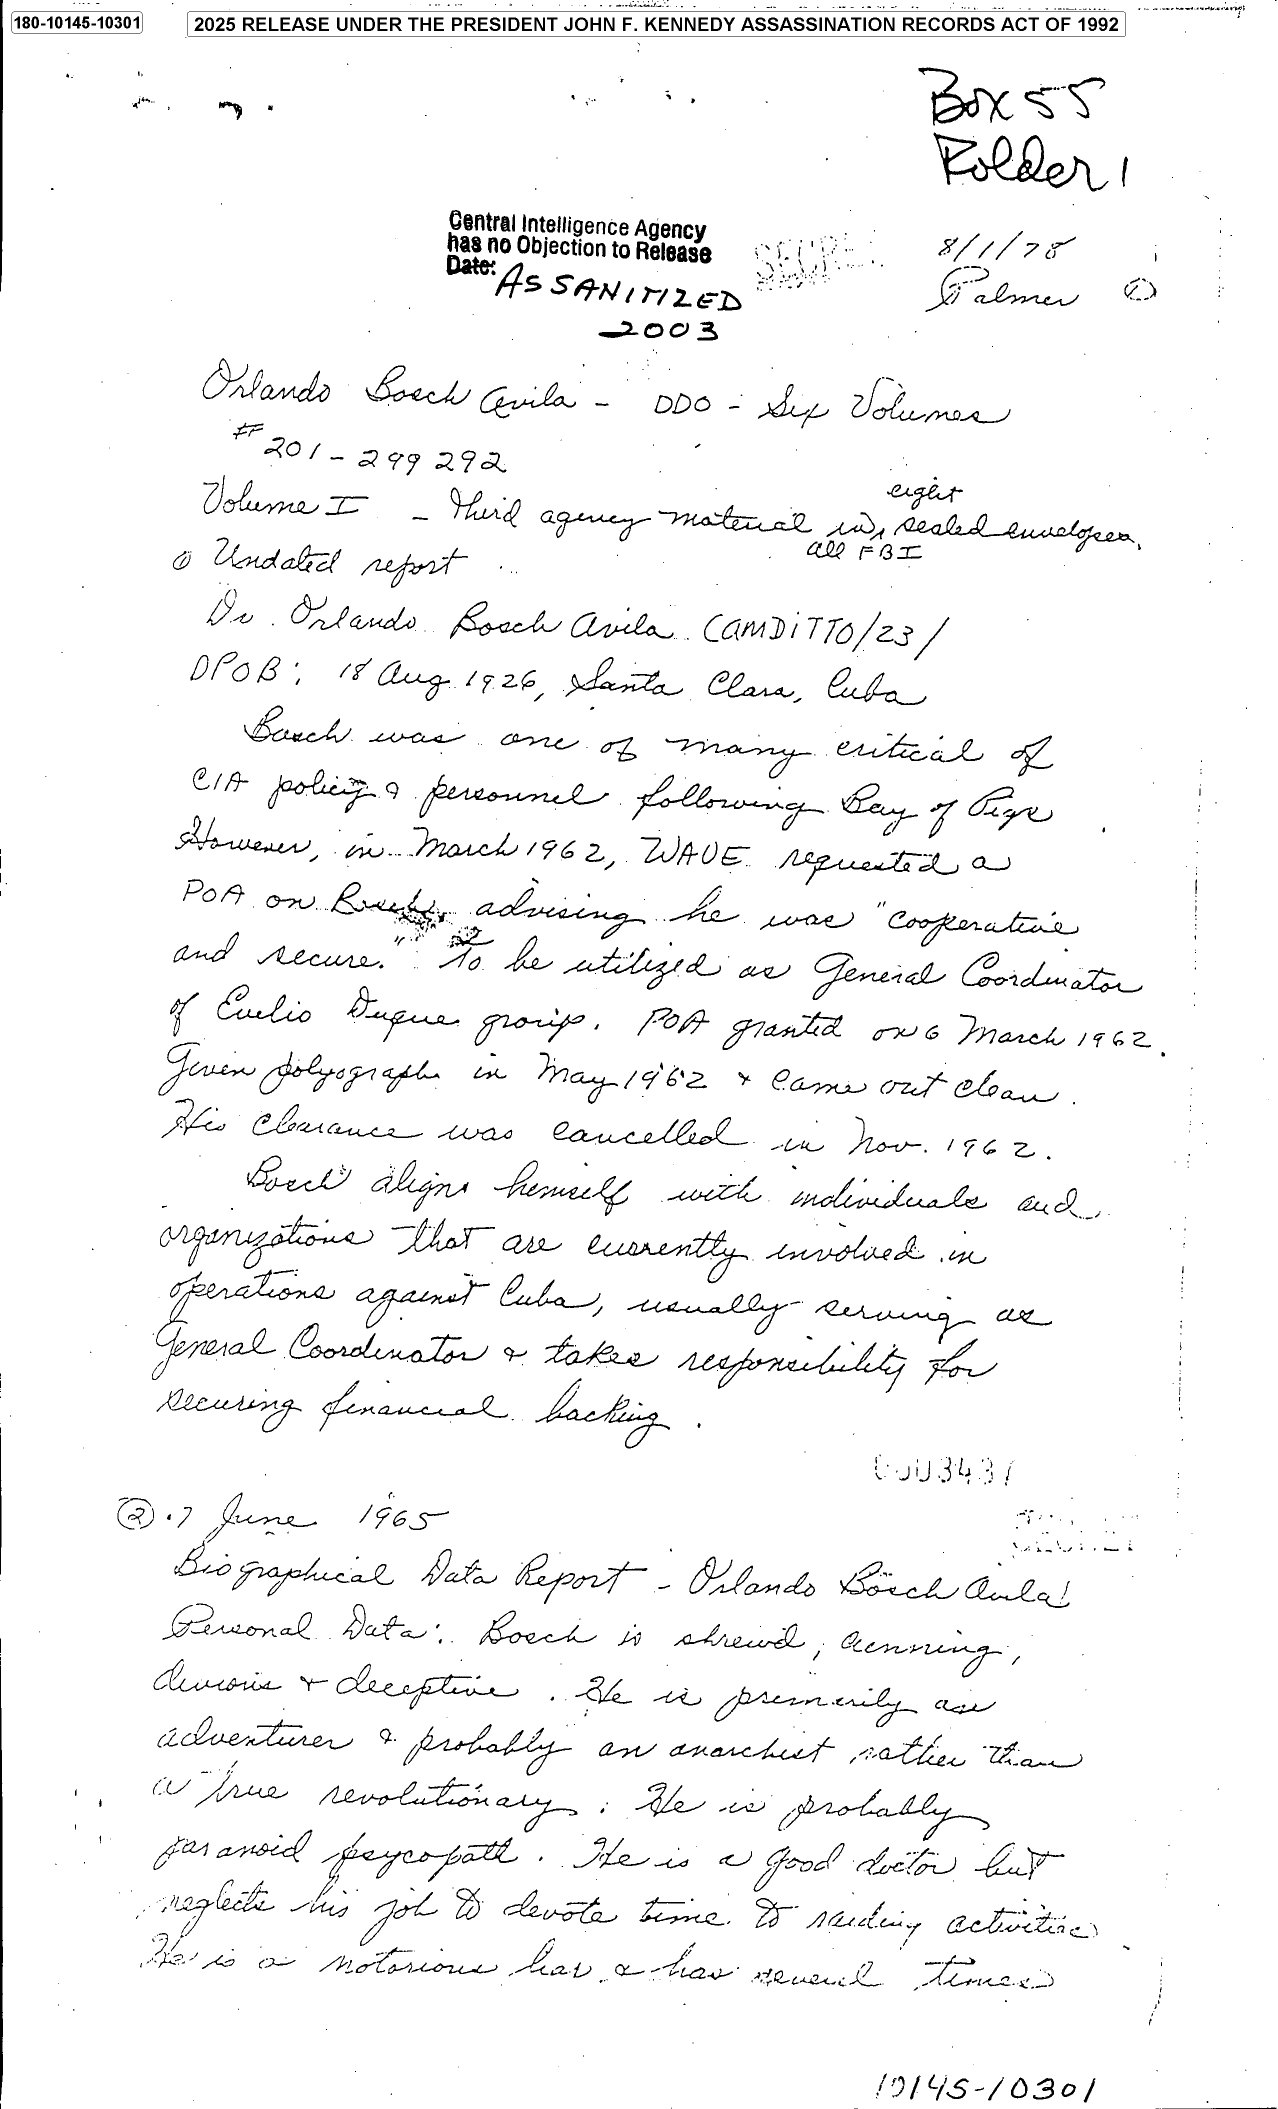 180-10145-10301
2025 RELEASE UNDER THE PRESIDENT JOHN F. KENNEDY ASSASSINATION RECORDS ACT OF 1992
Box 55
Folder 1
Central Intelligence Agency
has no Objection to Release
Date: AS SANITIZED
2003
SECRET
8/1/78
Palmer ①
Orlando Bosch Avila - DDO - Six Volumes
# 201-299 292
Volume I - third agency material in eight sealed envelopes.
all FBI
① Undated report
Dr. Orlando Bosch Avila (AMDITTO/23/
DPOB: 18 Aug 1926, Santa Clara, Cuba
Bosch was one of many critical of
CIA policy & personnel following Bay of Pigs
However, in March 1962, WAVE requested a
POA on Bosch, advising he was "cooperative
and secure." To be utilized as General Coordinator
of Evelio Duque group. POA granted on 6 March 1962.
Given polyograph in May 1962 & came out clean.
His clearance was cancelled in Nov. 1962.
Bosch aligns hemself with individuals and
organizations that are currently involved in
operations against Cuba, usually serving as
General Coordinator & takes responsibility for
securing financial backing.
0003437
② . 7 June 1965
SECRET
Biographical Data Report - Orlando Bosch Avila
Personal Data: Bosch is shrewd, cunning,
devious & deceptive. He is primarily an
adventurer & probably an anarchist rather than
a true revolutionary. He is probably
paranoid psycopath. He is a good doctor but
neglects his job to devote time to raiding activities
He is a notorious liar & has several times
10145-10301